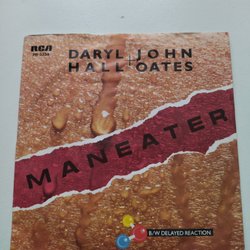 RCA
DARYL JOHN
HALL + OATES
MANEATER
B/W DELAYED REACTION